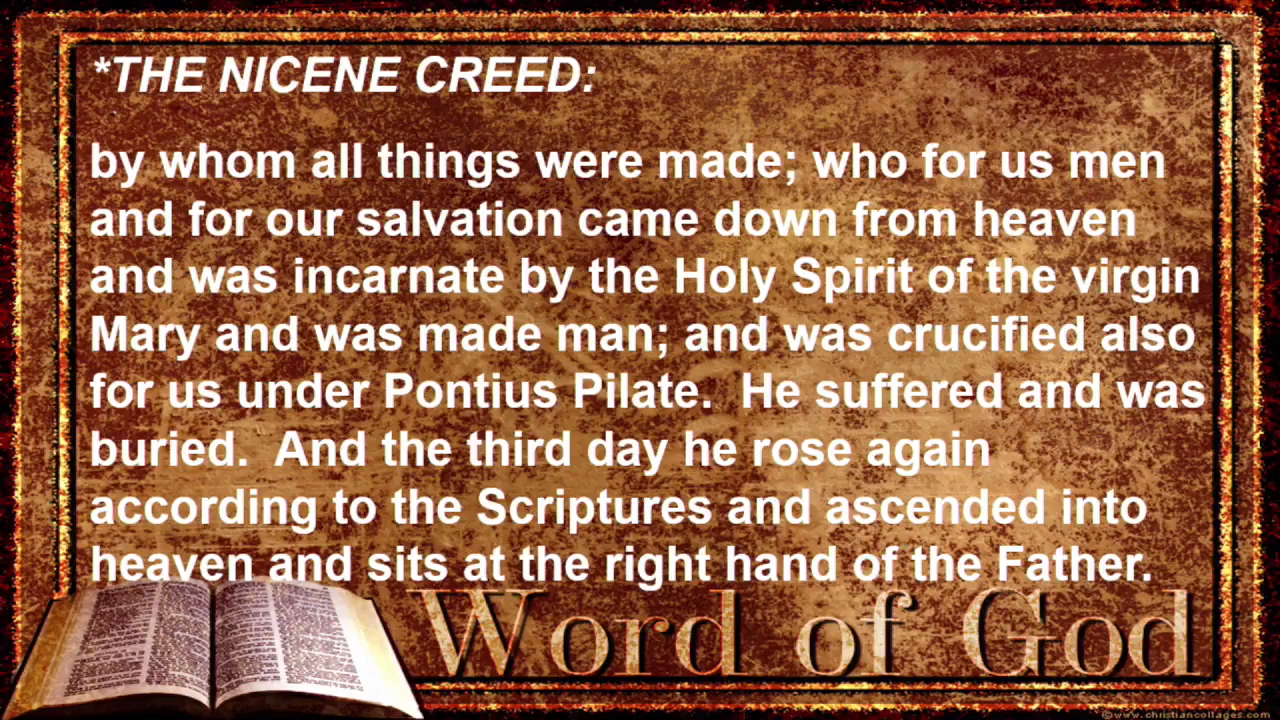 *THE NICENE CREED:
by whom all things were made; who for us men
and for our salvation came down from heaven
and was incarnate by the Holy Spirit of the virgin
Mary and was made man; and was crucified also
for us under Pontius Pilate.  He suffered and was
buried.  And the third day he rose again
according to the Scriptures and ascended into
heaven and sits at the right hand of the Father.
Word of God
©www.christiancollages.com